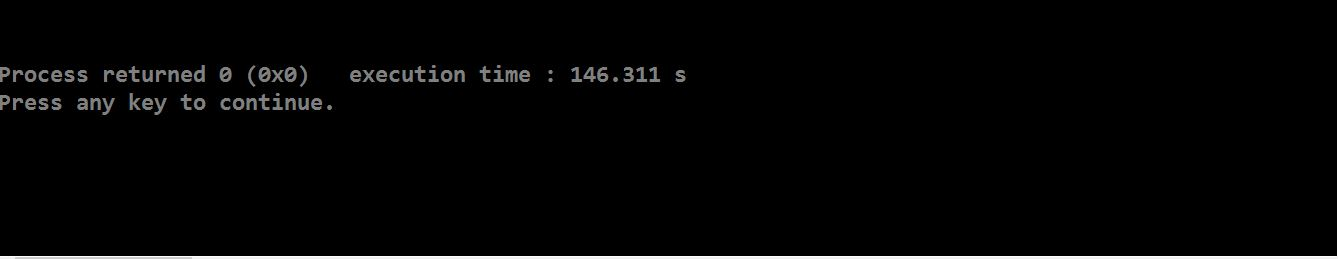 Process returned 0 (0x0)   execution time : 146.311 s
Press any key to continue.